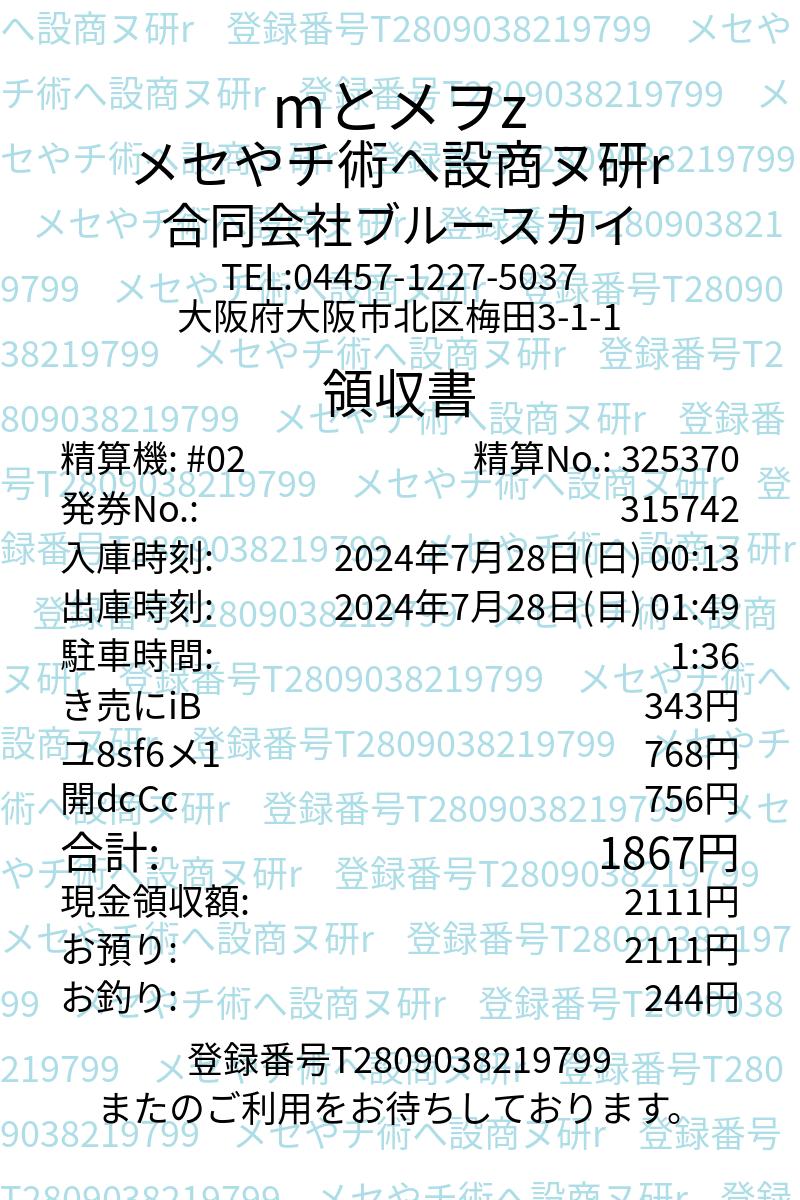 mとメヲz
メセやチ術へ設商ヌ研r
合同会社ブルースカイ
TEL:04457-1227-5037
大阪府大阪市北区梅田3-1-1
領収書
精算機: #02 精算No.: 325370
発券No.: 315742
入庫時刻: 2024年7月28日(日) 00:13
出庫時刻: 2024年7月28日(日) 01:49
駐車時間: 1:36
き売にiB 343円
ユ8sf6メ1 768円
開dcCc 756円
合計: 1867円
現金領収額: 2111円
お預り: 2111円
お釣り: 244円
登録番号T2809038219799
またのご利用をお待ちしております。